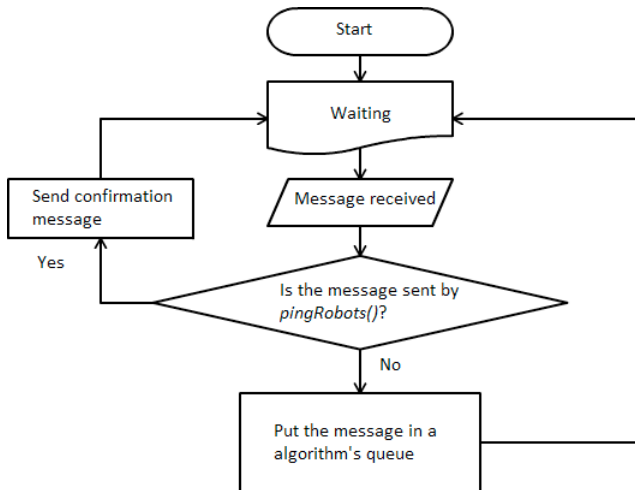 Start
Waiting
Message received
Send confirmation
message
Yes
Is the message sent by
pingRobots()?
No
Put the message in a
algorithm's queue